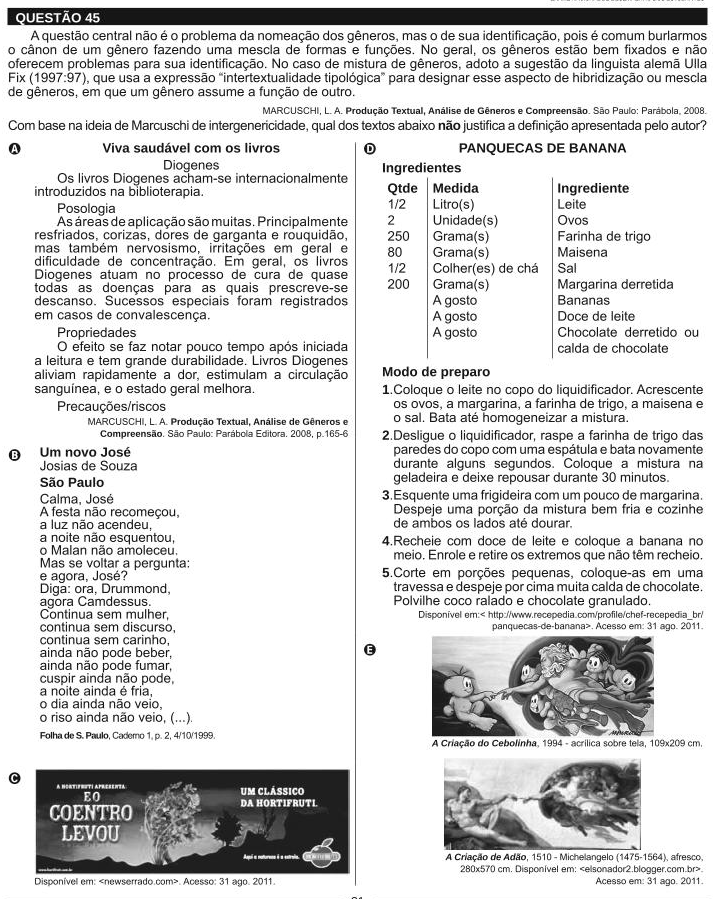 QUESTÃO 45
A questão central não é o problema da nomeação dos gêneros, mas o de sua identificação, pois é comum burlarmos
o cânon de um gênero fazendo uma mescla de formas e funções. No geral, os gêneros estão bem fixados e não
oferecem problemas para sua identificação. No caso de mistura de gêneros, adoto a sugestão da linguista alemã Ulla
Fix (1997:97), que usa a expressão “intertextualidade tipológica” para designar esse aspecto de hibridização ou mescla
de gêneros, em que um gênero assume a função de outro.
MARCUSCHI, L. A. Produção Textual, Análise de Gêneros e Compreensão. São Paulo: Parábola, 2008.
Com base na ideia de Marcuschi de intergenericidade, qual dos textos abaixo não justifica a definição apresentada pelo autor?
A
Viva saudável com os livros
Diogenes
Os livros Diogenes acham-se internacionalmente
introduzidos na biblioterapia.
Posologia
As áreas de aplicação são muitas. Principalmente
resfriados, corizas, dores de garganta e rouquidão,
mas também nervosismo, irritações em geral e
dificuldade de concentração. Em geral, os livros
Diogenes atuam no processo de cura de quase
todas as doenças para as quais prescreve-se
descanso. Sucessos especiais foram registrados
em casos de convalescença.
Propriedades
O efeito se faz notar pouco tempo após iniciada
a leitura e tem grande durabilidade. Livros Diogenes
aliviam rapidamente a dor, estimulam a circulação
sanguínea, e o estado geral melhora.
Precauções/riscos
MARCUSCHI, L. A. Produção Textual, Análise de Gêneros e
Compreensão. São Paulo: Parábola Editora. 2008, p.165-6
B
Um novo José
Josias de Souza
São Paulo
Calma, José
A festa não recomeçou,
a luz não acendeu,
a noite não esquentou,
o Malan não amoleceu.
Mas se voltar a pergunta:
e agora, José?
Diga: ora, Drummond,
agora Camdessus.
Continua sem mulher,
continua sem discurso,
continua sem carinho,
ainda não pode beber,
ainda não pode fumar,
cuspir ainda não pode,
a noite ainda é fria,
o dia ainda não veio,
o riso ainda não veio, (...).
Folha de S. Paulo, Caderno 1, p. 2, 4/10/1999.
C
A HORTIFRUTI APRESENTA:
E O
COENTRO
LEVOU
UM CLÁSSICO
DA HORTIFRUTI.
Aqui a natureza é a estrela.
Disponível em: <newserrado.com>. Acesso: 31 ago. 2011.
D
PANQUECAS DE BANANA
Ingredientes
Qtde Medida Ingrediente
1/2 Litro(s) Leite
2 Unidade(s) Ovos
250 Grama(s) Farinha de trigo
80 Grama(s) Maisena
1/2 Colher(es) de chá Sal
200 Grama(s) Margarina derretida
A gosto Bananas
A gosto Doce de leite
A gosto Chocolate derretido ou
calda de chocolate
Modo de preparo
1.Coloque o leite no copo do liquidificador. Acrescente
os ovos, a margarina, a farinha de trigo, a maisena e
o sal. Bata até homogeneizar a mistura.
2.Desligue o liquidificador, raspe a farinha de trigo das
paredes do copo com uma espátula e bata novamente
durante alguns segundos. Coloque a mistura na
geladeira e deixe repousar durante 30 minutos.
3.Esquente uma frigideira com um pouco de margarina.
Despeje uma porção da mistura bem fria e cozinhe
de ambos os lados até dourar.
4.Recheie com doce de leite e coloque a banana no
meio. Enrole e retire os extremos que não têm recheio.
5.Corte em porções pequenas, coloque-as em uma
travessa e despeje por cima muita calda de chocolate.
Polvilhe coco ralado e chocolate granulado.
Disponível em:< http://www.recepedia.com/profile/chef-recepedia_br/
panquecas-de-banana>. Acesso em: 31 ago. 2011.
E
A Criação do Cebolinha, 1994 - acrílica sobre tela, 109x209 cm.
A Criação de Adão, 1510 - Michelangelo (1475-1564), afresco,
280x570 cm. Disponível em: <elsonador2.blogger.com.br>.
Acesso em: 31 ago. 2011.